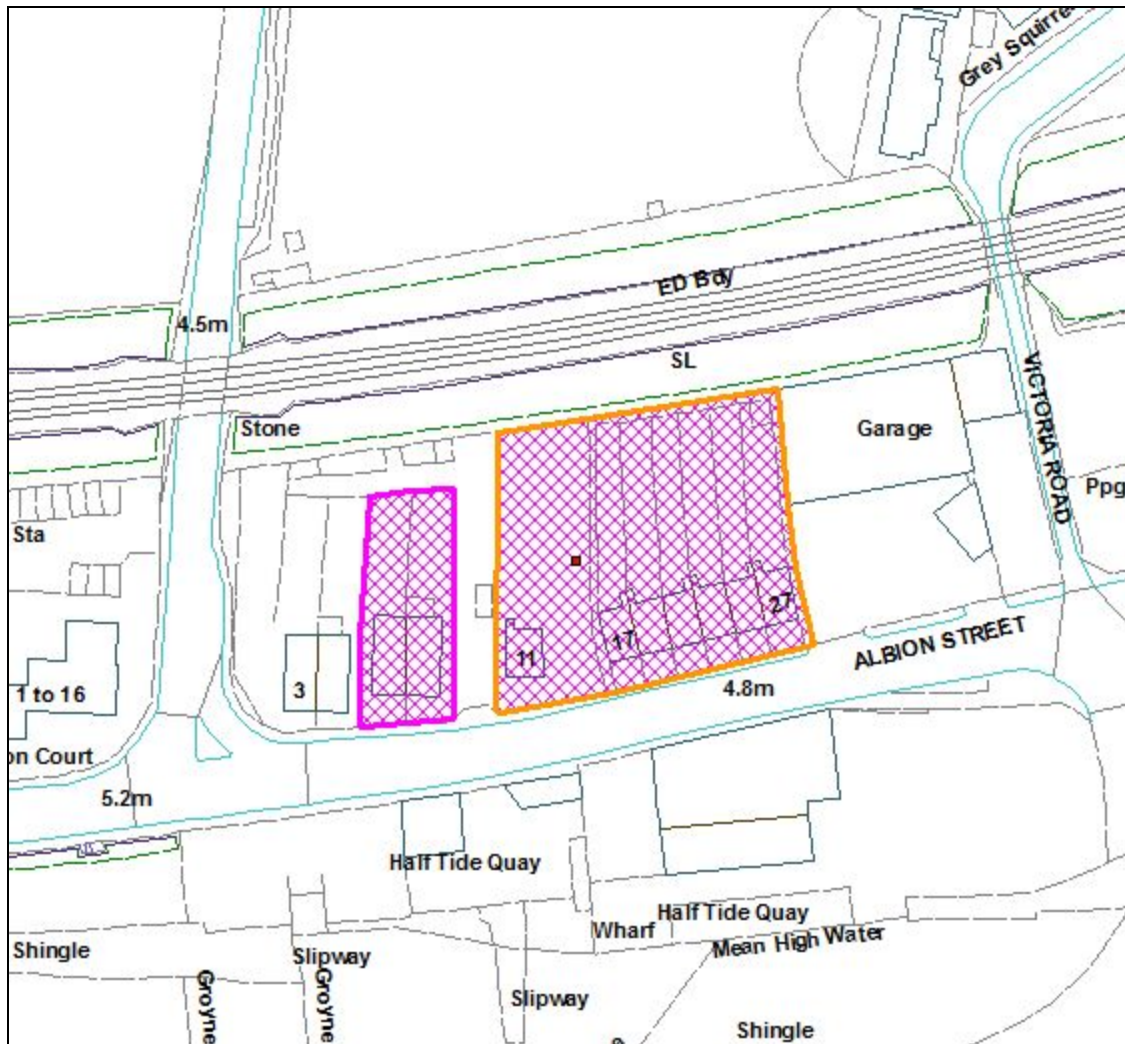 Grey Squirre
ED Bdy
4.5m
SL
Stone
Garage
VICTORIA ROAD
Ppg
Sta
27
17
11
ALBION STREET
3
4.8m
1 to 16
on Court
5.2m
Half Tide Quay
Half Tide Quay
Wharf
Mean High Water
Shingle
Slipway
Groyne
Groyne
Slipway
Shingle